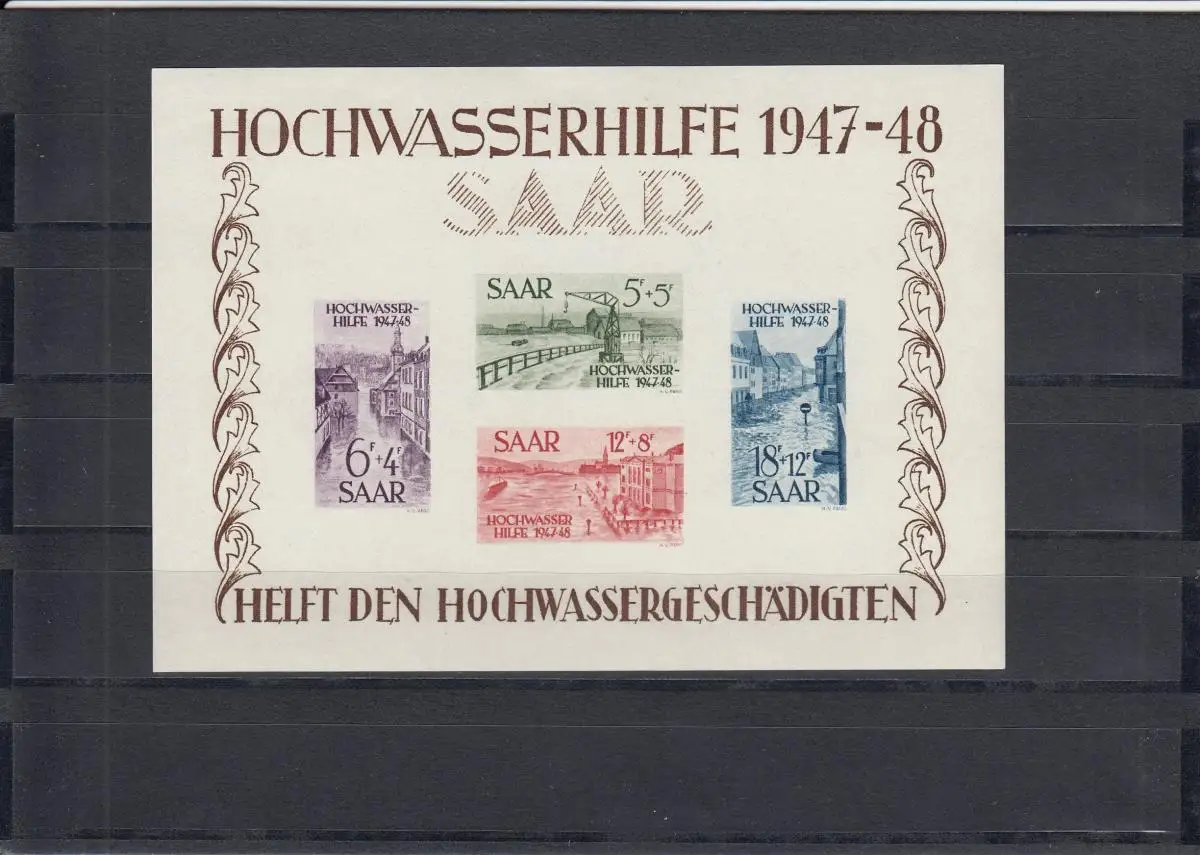 HOCHWASSERHILFE 1947-48
SAAR
HOCHWASSER-
HILFE 1947-48
6F+4F
SAAR
SAAR 5F+5F
HOCHWASSER-
HILFE 1947-48
SAAR 12F+8F
HOCHWASSER
HILFE 1947-48
HOCHWASSER-
HILFE 1947-48
18F+12F
SAAR
HELFT DEN HOCHWASSERGESCHÄDIGTEN